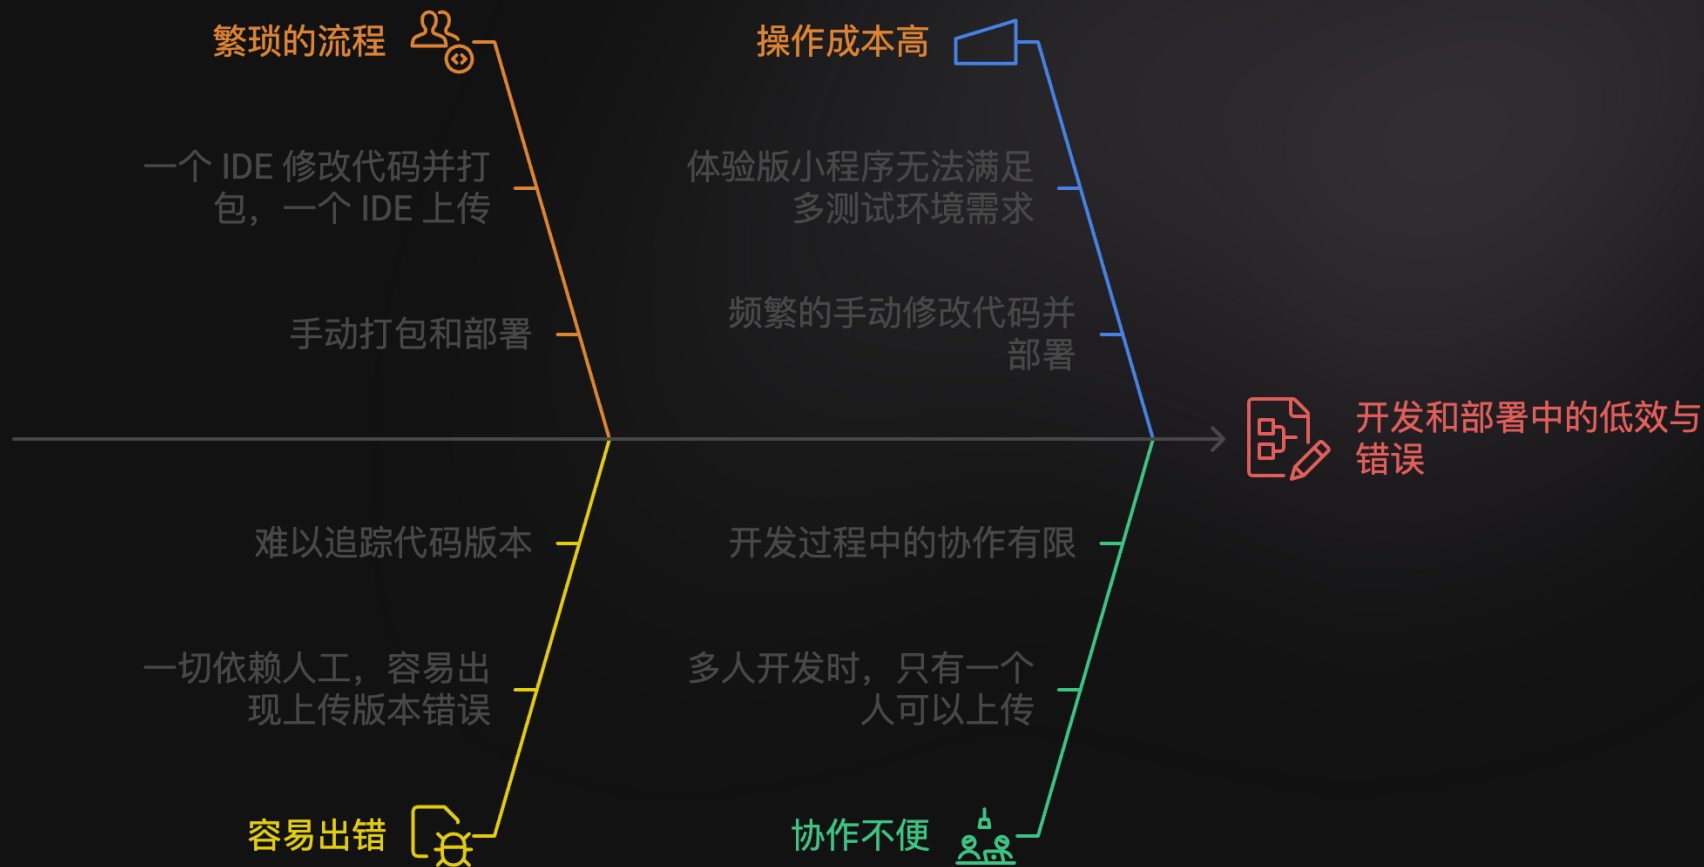 繁琐的流程
一个 IDE 修改代码并打
包，一个 IDE 上传
手动打包和部署
操作成本高
体验版小程序无法满足
多测试环境需求
频繁的手动修改代码并
部署
开发和部署中的低效与
错误
难以追踪代码版本
一切依赖人工，容易出
现上传版本错误
容易出错
开发过程中的协作有限
多人开发时，只有一个
人可以上传
协作不便